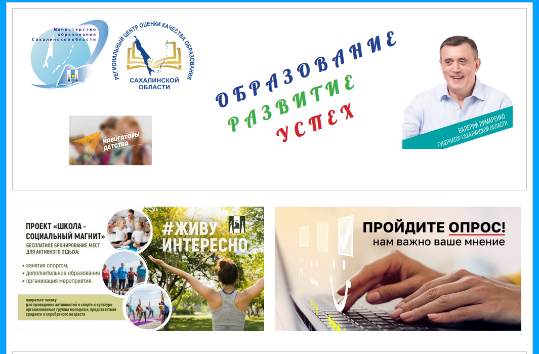 Министерство
образования
Сахалинской области
РЕГИОНАЛЬНЫЙ ЦЕНТР ОЦЕНКИ КАЧЕСТВА ОБРАЗОВАНИЯ
САХАЛИНСКОЙ
ОБЛАСТИ
ОБРАЗОВАНИЕ
РАЗВИТИЕ
УСПЕХ
ВАЛЕРИЙ ЛИМАРЕНКО
ГУБЕРНАТОР САХАЛИНСКОЙ ОБЛАСТИ
навигаторы
детства
ПРОЕКТ «ШКОЛА -
СОЦИАЛЬНЫЙ МАГНИТ»
БЕСПЛАТНОЕ БРОНИРОВАНИЕ МЕСТ
ДЛЯ АКТИВНОГО ОТДЫХА:
• занятия спортом,
• дополнительное образование
• организация мероприятия
#ЖИВУ
ИНТЕРЕСНО
ПРОЙДИТЕ ОПРОС!
нам важно ваше мнение